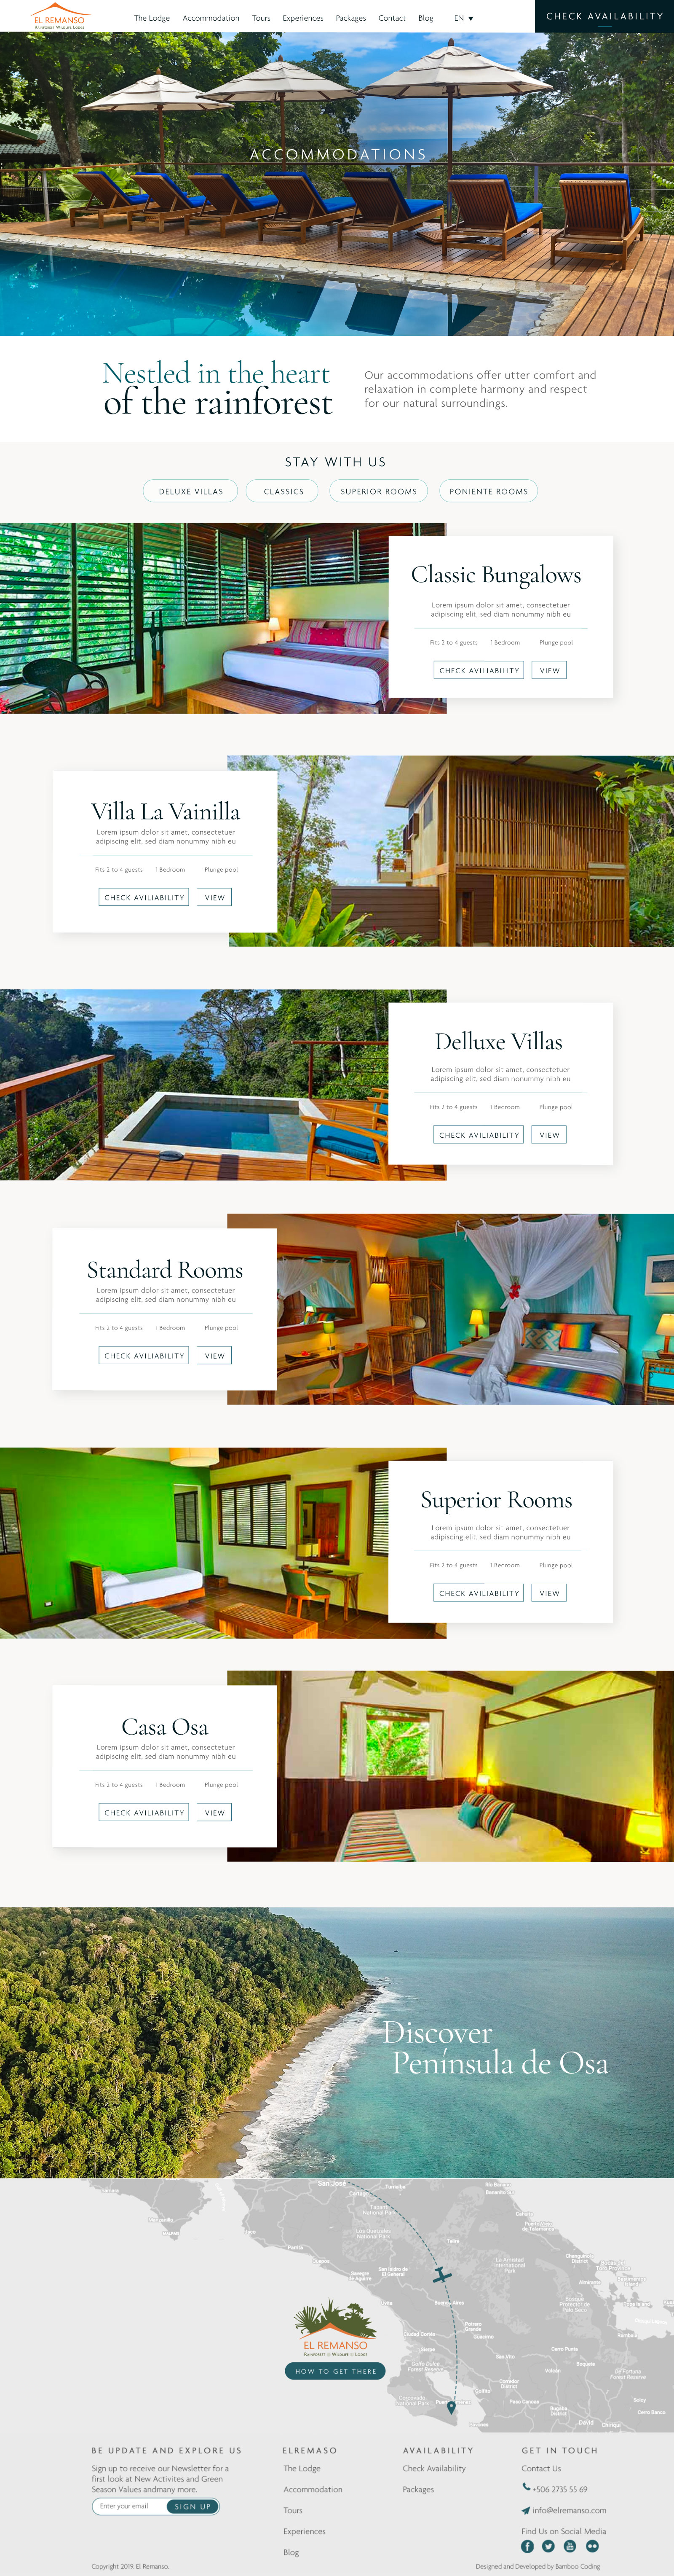 EL REMANSO
Rainforest Wildlife Lodge
The Lodge
Accommodation
Tours
Experiences
Packages
Contact
Blog
EN
CHECK AVAILABILITY
ACCOMMODATIONS
Nestled in the heart
of the rainforest
Our accommodations offer utter comfort and
relaxation in complete harmony and respect
for our natural surroundings.
STAY WITH US
DELUXE VILLAS
CLASSICS
SUPERIOR ROOMS
PONIENTE ROOMS
Classic Bungalows
Lorem ipsum dolor sit amet, consectetuer
adipiscing elit, sed diam nonummy nibh eu
Fits 2 to 4 guests
1 Bedroom
Plunge pool
CHECK AVILIABILITY
VIEW
Villa La Vainilla
Lorem ipsum dolor sit amet, consectetuer
adipiscing elit, sed diam nonummy nibh eu
Fits 2 to 4 guests
1 Bedroom
Plunge pool
CHECK AVILIABILITY
VIEW
Delluxe Villas
Lorem ipsum dolor sit amet, consectetuer
adipiscing elit, sed diam nonummy nibh eu
Fits 2 to 4 guests
1 Bedroom
Plunge pool
CHECK AVILIABILITY
VIEW
Standard Rooms
Lorem ipsum dolor sit amet, consectetuer
adipiscing elit, sed diam nonummy nibh eu
Fits 2 to 4 guests
1 Bedroom
Plunge pool
CHECK AVILIABILITY
VIEW
Superior Rooms
Lorem ipsum dolor sit amet, consectetuer
adipiscing elit, sed diam nonummy nibh eu
Fits 2 to 4 guests
1 Bedroom
Plunge pool
CHECK AVILIABILITY
VIEW
Casa Osa
Lorem ipsum dolor sit amet, consectetuer
adipiscing elit, sed diam nonummy nibh eu
Fits 2 to 4 guests
1 Bedroom
Plunge pool
CHECK AVILIABILITY
VIEW
Discover
Península de Osa
San José
EL REMANSO
Rainforest Wildlife Lodge
HOW TO GET THERE
David
BE UPDATE AND EXPLORE US
Sign up to receive our Newsletter for a
first look at New Activites and Green
Season Values andmany more.
Enter your email
SIGN UP
ELREMASO
The Lodge
Accommodation
Tours
Experiences
Blog
AVAILABILITY
Check Availability
Packages
GET IN TOUCH
Contact Us
+506 2735 55 69
info@elremanso.com
Find Us on Social Media
Copyright 2019. El Remanso.
Designed and Developed by Bamboo Coding